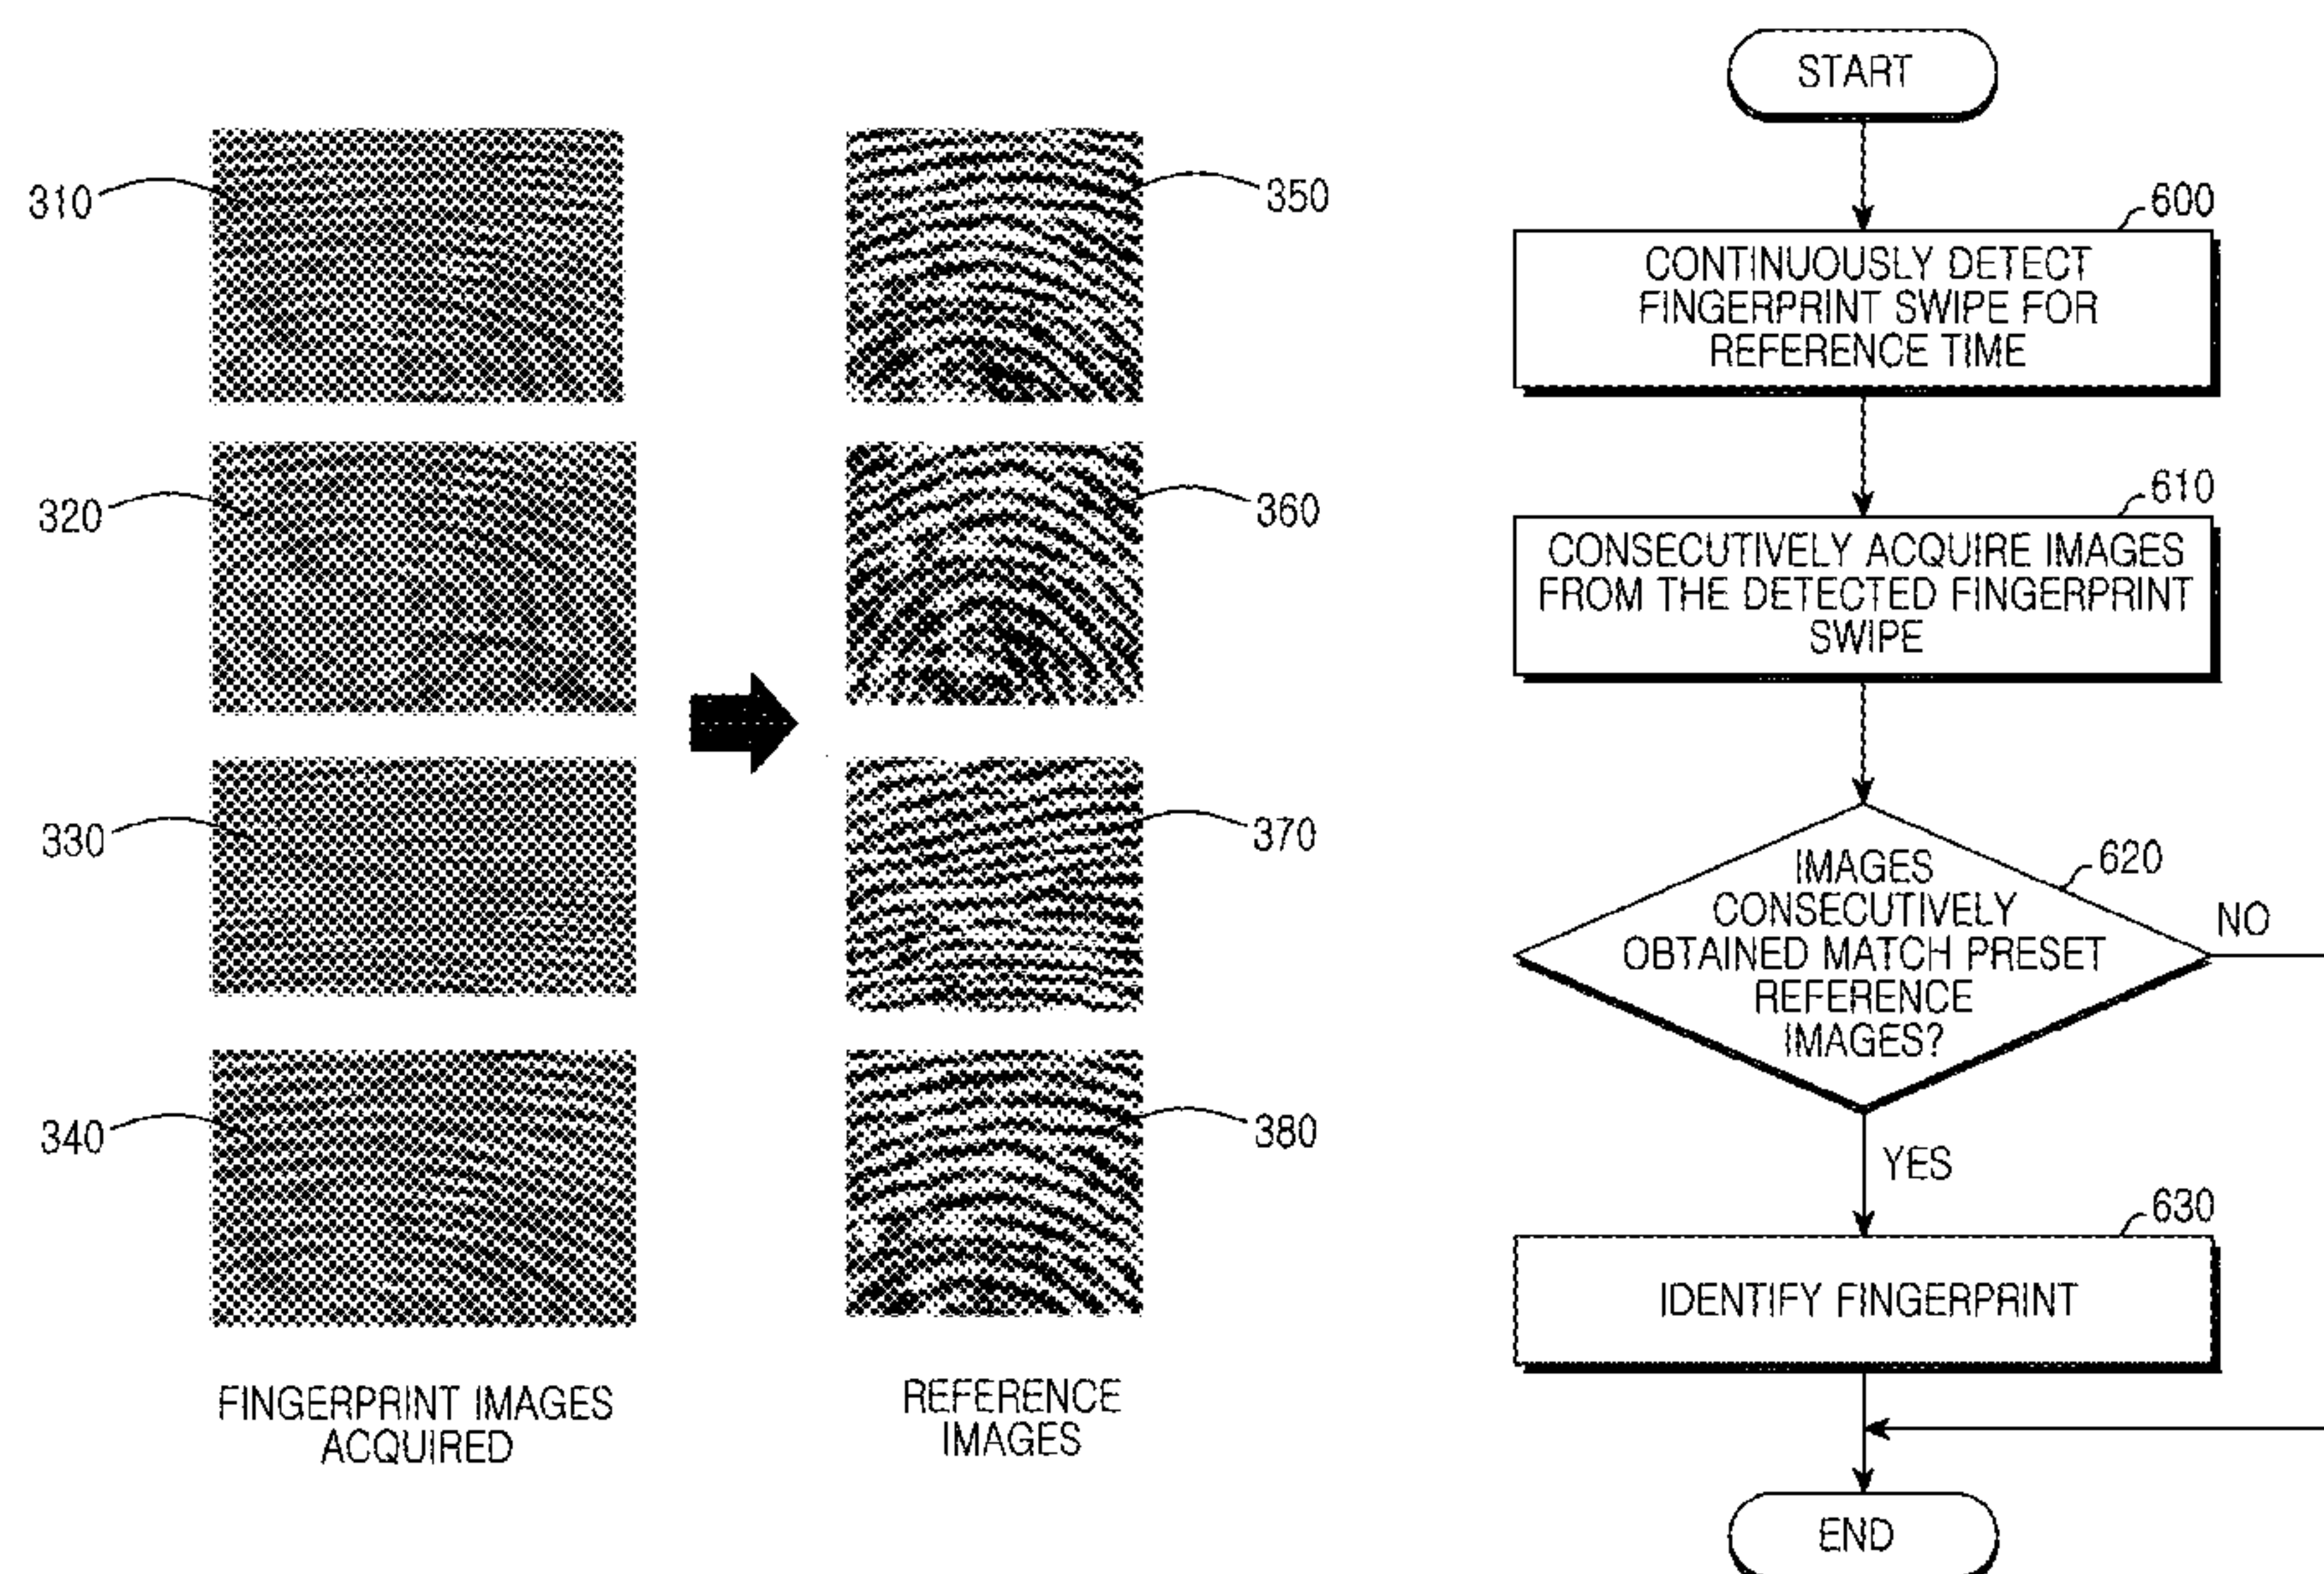 310
320
330
340
350
360
370
380
FINGERPRINT IMAGES
ACQUIRED
REFERENCE
IMAGES
START
600
CONTINUOUSLY DETECT
FINGERPRINT SWIPE FOR
REFERENCE TIME
610
CONSECUTIVELY ACQUIRE IMAGES
FROM THE DETECTED FINGERPRINT
SWIPE
620
IMAGES
CONSECUTIVELY
OBTAINED MATCH PRESET
REFERENCE
IMAGES?
NO
YES
630
IDENTIFY FINGERPRINT
END